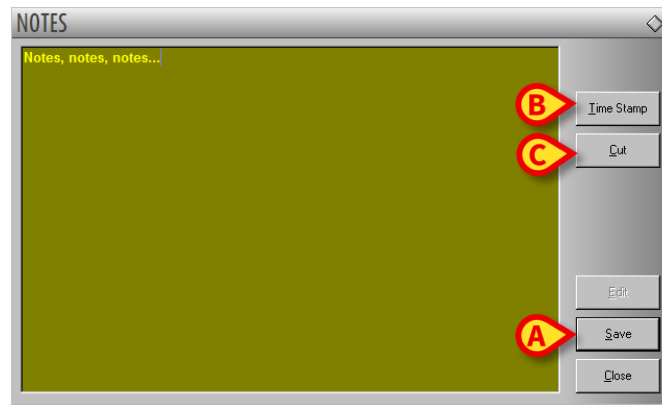 NOTES
Notes, notes, notes...
B
Time Stamp
C
Cut
Edit
A
Save
Close